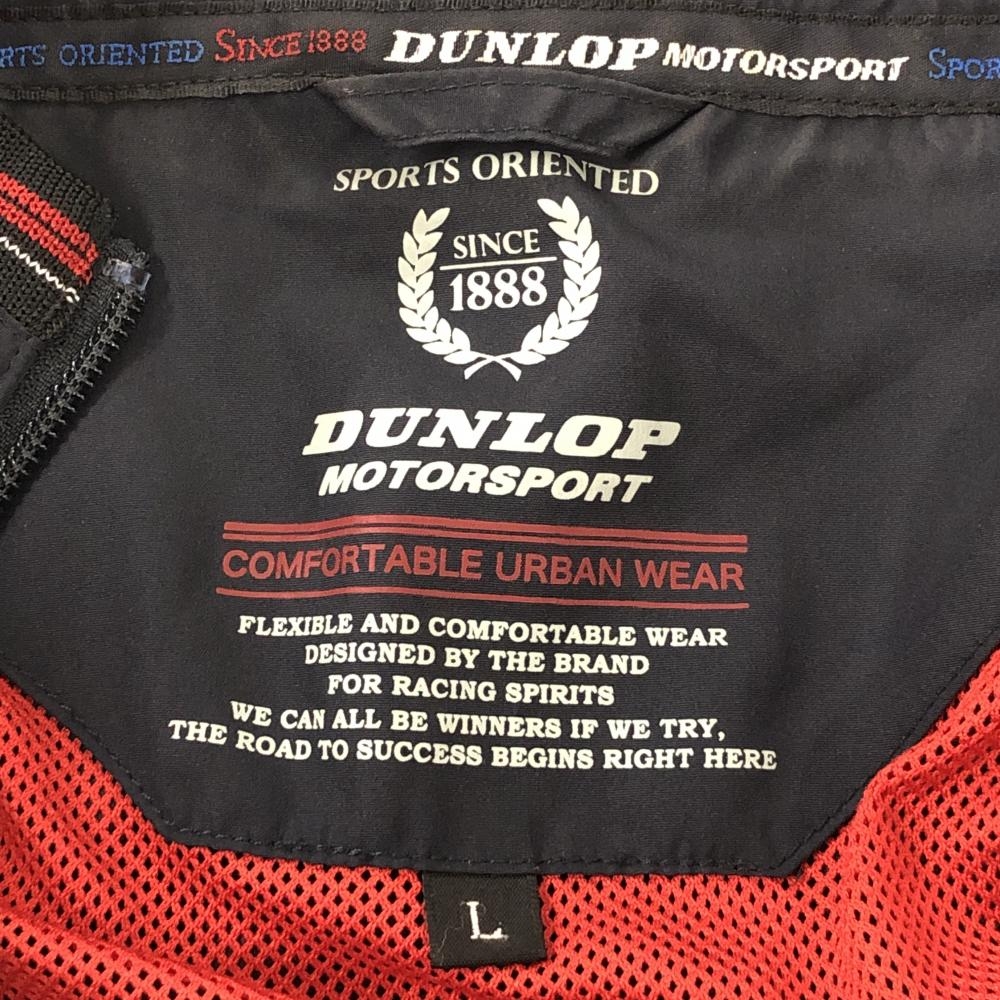 RTS ORIENTED SINCE 1888 DUNLOP MOTORSPORT SPOR
SPORTS ORIENTED
SINCE
1888
DUNLOP
MOTORSPORT
COMFORTABLE URBAN WEAR
FLEXIBLE AND COMFORTABLE WEAR
DESIGNED BY THE BRAND
FOR RACING SPIRITS
WE CAN ALL BE WINNERS IF WE TRY,
THE ROAD TO SUCCESS BEGINS RIGHT HERE
L